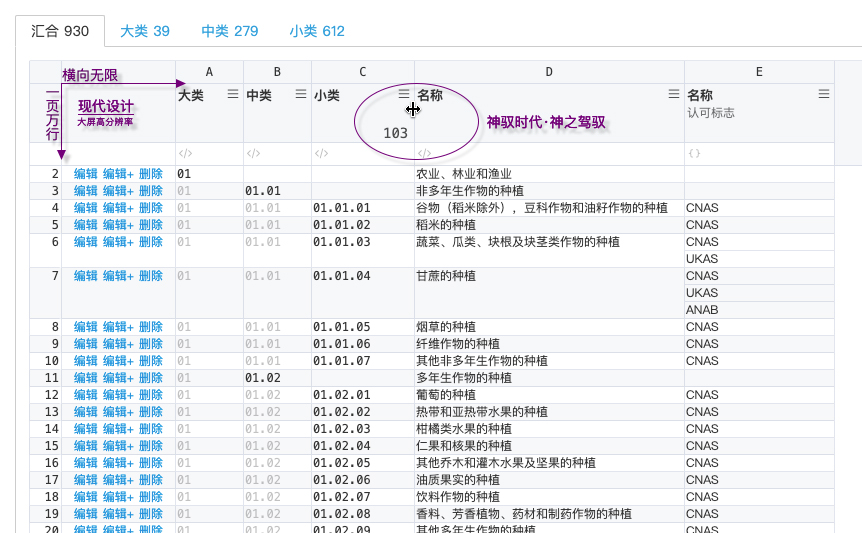 汇合 930 大类 39 中类 279 小类 612
横向无限 A B C D E
一页万行
现代设计
大屏高分辨率
大类 中类 小类 名称 名称
认可标志
103
神驭时代·神之驾驭
</> </> </> </> {}
2 编辑 编辑+ 删除 01 农业、林业和渔业
3 编辑 编辑+ 删除 01 01.01 非多年生作物的种植
4 编辑 编辑+ 删除 01 01.01 01.01.01 谷物（稻米除外），豆科作物和油籽作物的种植 CNAS
5 编辑 编辑+ 删除 01 01.01 01.01.02 稻米的种植 CNAS
6 编辑 编辑+ 删除 01 01.01 01.01.03 蔬菜、瓜类、块根及块茎类作物的种植 CNAS
UKAS
7 编辑 编辑+ 删除 01 01.01 01.01.04 甘蔗的种植 CNAS
UKAS
ANAB
8 编辑 编辑+ 删除 01 01.01 01.01.05 烟草的种植 CNAS
9 编辑 编辑+ 删除 01 01.01 01.01.06 纤维作物的种植 CNAS
10 编辑 编辑+ 删除 01 01.01 01.01.07 其他非多年生作物的种植 CNAS
11 编辑 编辑+ 删除 01 01.02 多年生作物的种植
12 编辑 编辑+ 删除 01 01.02 01.02.01 葡萄的种植 CNAS
13 编辑 编辑+ 删除 01 01.02 01.02.02 热带和亚热带水果的种植 CNAS
14 编辑 编辑+ 删除 01 01.02 01.02.03 柑橘类水果的种植 CNAS
15 编辑 编辑+ 删除 01 01.02 01.02.04 仁果和核果的种植 CNAS
16 编辑 编辑+ 删除 01 01.02 01.02.05 其他乔木和灌木水果及坚果的种植 CNAS
17 编辑 编辑+ 删除 01 01.02 01.02.06 油质果实的种植 CNAS
18 编辑 编辑+ 删除 01 01.02 01.02.07 饮料作物的种植 CNAS
19 编辑 编辑+ 删除 01 01.02 01.02.08 香料、芳香植物、药材和制药作物的种植 CNAS
20 编辑 编辑+ 删除 01 01.02 01.02.09 其他多年生作物的种植 CNAS